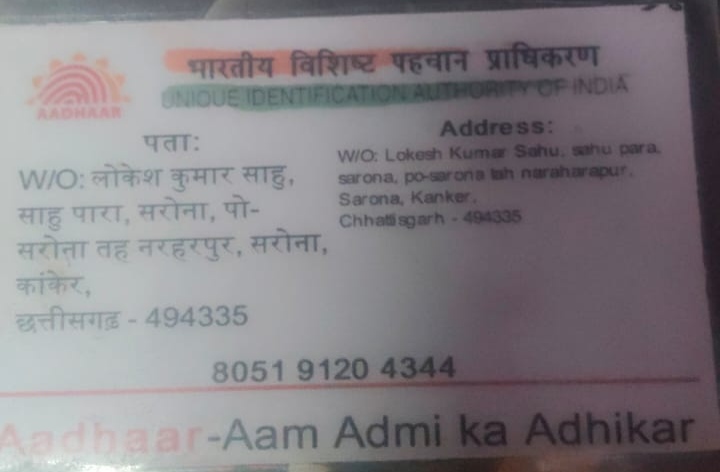 भारतीय विशिष्ट पहचान प्राधिकरण
UNIQUE IDENTIFICATION AUTHORITY OF INDIA
AADHAAR
पता:
W/O: लोकेश कुमार साहु,
साहु पारा, सरोना, पो-
सरोना तह नरहरपुर, सरोना,
कांकेर,
छत्तीसगढ़ - 494335
Address:
W/O: Lokesh Kumar Sahu, sahu para,
sarona, po-sarona tah naraharapur,
Sarona, Kanker,
Chhattisgarh - 494335
8051 9120 4344
Aadhaar-Aam Admi ka Adhikar